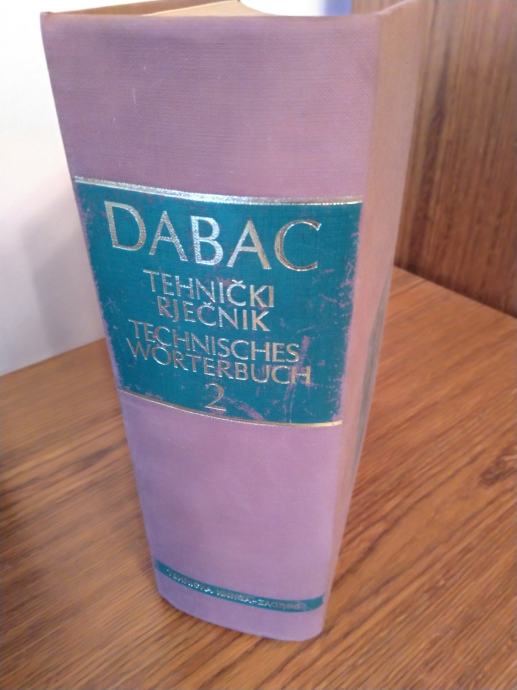 DABAC
TEHNIČKI
RJEČNIK
TECHNISCHES
WÖRTERBUCH
2